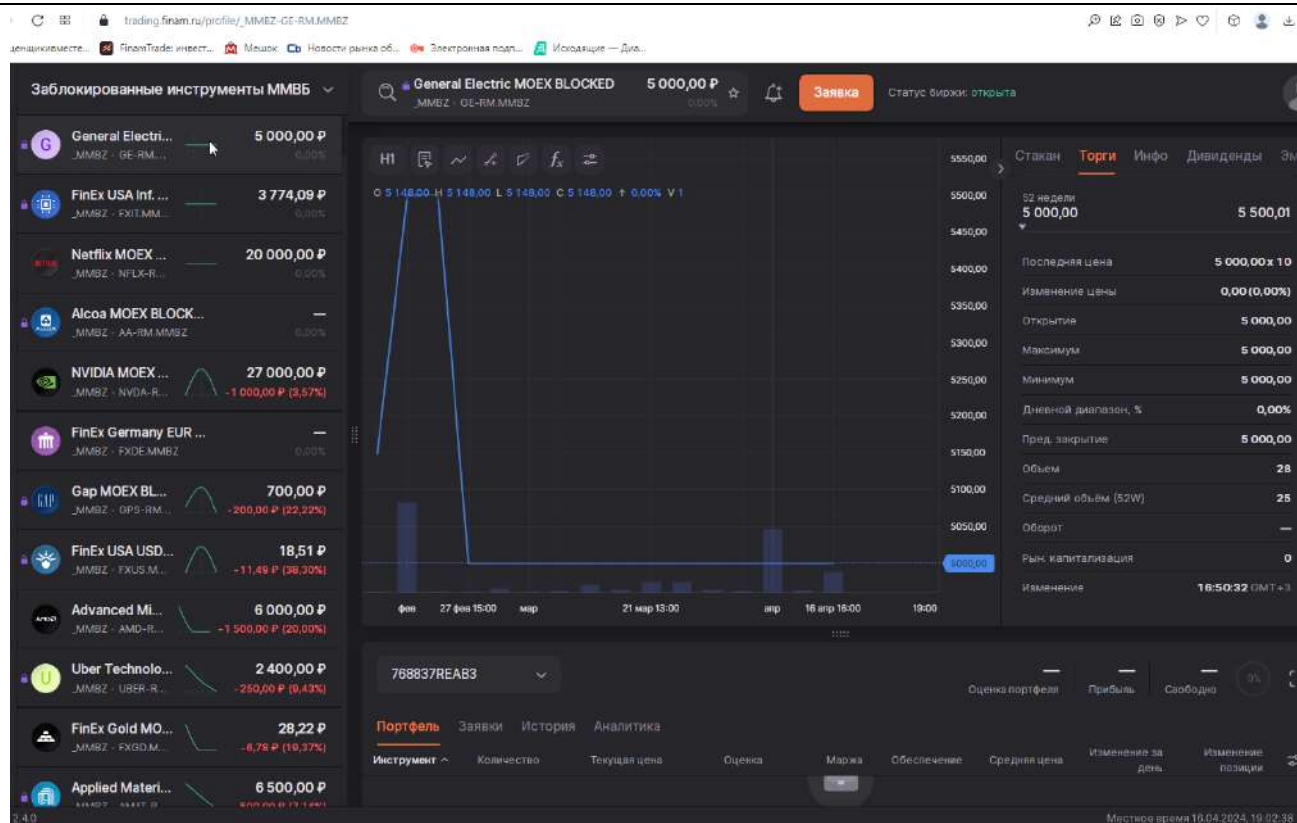 trading.finam.ru/profile/_MMBZ-GE-RM.MMBZ
ценщикивместе... FinamTrade: инвест... Мешок Новости рынка об... Электронная подп... Исходящие — Диа...
Заблокированные инструменты ММВБ
General Electric MOEX BLOCKED 5 000,00 ₽
_MMBZ · GE-RM.MMBZ 0,00%
Заявка
Статус биржи: открыта
General Electri... 5 000,00 ₽
_MMBZ · GE-RM.... 0,00%
FinEx USA Inf. ... 3 774,09 ₽
_MMBZ · FXIT.MM... 0,00%
Netflix MOEX ... 20 000,00 ₽
_MMBZ · NFLX-R... 0,00%
Alcoa MOEX BLOCK... —
_MMBZ · AA-RM.MMBZ 0,00%
NVIDIA MOEX ... 27 000,00 ₽
_MMBZ · NVDA-R... -1 000,00 ₽ (3,57%)
FinEx Germany EUR ... —
_MMBZ · FXDE.MMBZ 0,00%
Gap MOEX BL... 700,00 ₽
_MMBZ · GPS-RM.... -200,00 ₽ (22,22%)
FinEx USA USD... 18,51 ₽
_MMBZ · FXUS.M... -11,49 ₽ (38,30%)
Advanced Mi... 6 000,00 ₽
_MMBZ · AMD-R... -1 500,00 ₽ (20,00%)
Uber Technolo... 2 400,00 ₽
_MMBZ · UBER-R... -250,00 ₽ (9,43%)
FinEx Gold MO... 28,22 ₽
_MMBZ · FXGD.M... -6,78 ₽ (19,37%)
Applied Materi... 6 500,00 ₽
2.4.0
H1
O 5 148,00 H 5 148,00 L 5 148,00 C 5 148,00 ↑ 0,00% V 1
5550,00
5500,00
5450,00
5400,00
5350,00
5300,00
5250,00
5200,00
5150,00
5100,00
5050,00
5000,00
фев 27 фев 15:00 мар 21 мар 13:00 апр 16 апр 16:00 19:00
Стакан Торги Инфо Дивиденды Эм
52 недели
5 000,00 5 500,01
Последняя цена 5 000,00 x 10
Изменение цены 0,00 (0,00%)
Открытие 5 000,00
Максимум 5 000,00
Минимум 5 000,00
Дневной диапазон, % 0,00%
Пред. закрытие 5 000,00
Объем 28
Средний объём (52W) 25
Оборот —
Рын. капитализация 0
Изменение 16:50:32 GMT+3
768837REAB3
— — — 0%
Оценка портфеля Прибыль Свободно
Портфель Заявки История Аналитика
Инструмент Количество Текущая цена Оценка Маржа Обеспечение Средняя цена Изменение за день Изменение позиции
Местное время 16.04.2024, 19:02:38